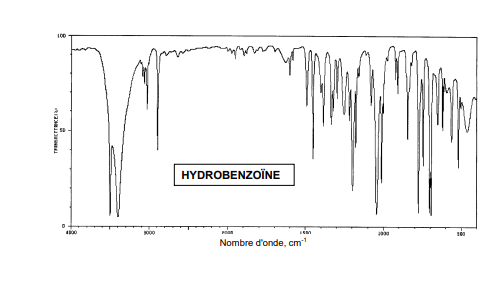 100
TRANSMITTANCE(%)
50
HYDROBENZOÏNE
0
4000 3000 2000 1500 1000 500
Nombre d'onde, cm-1